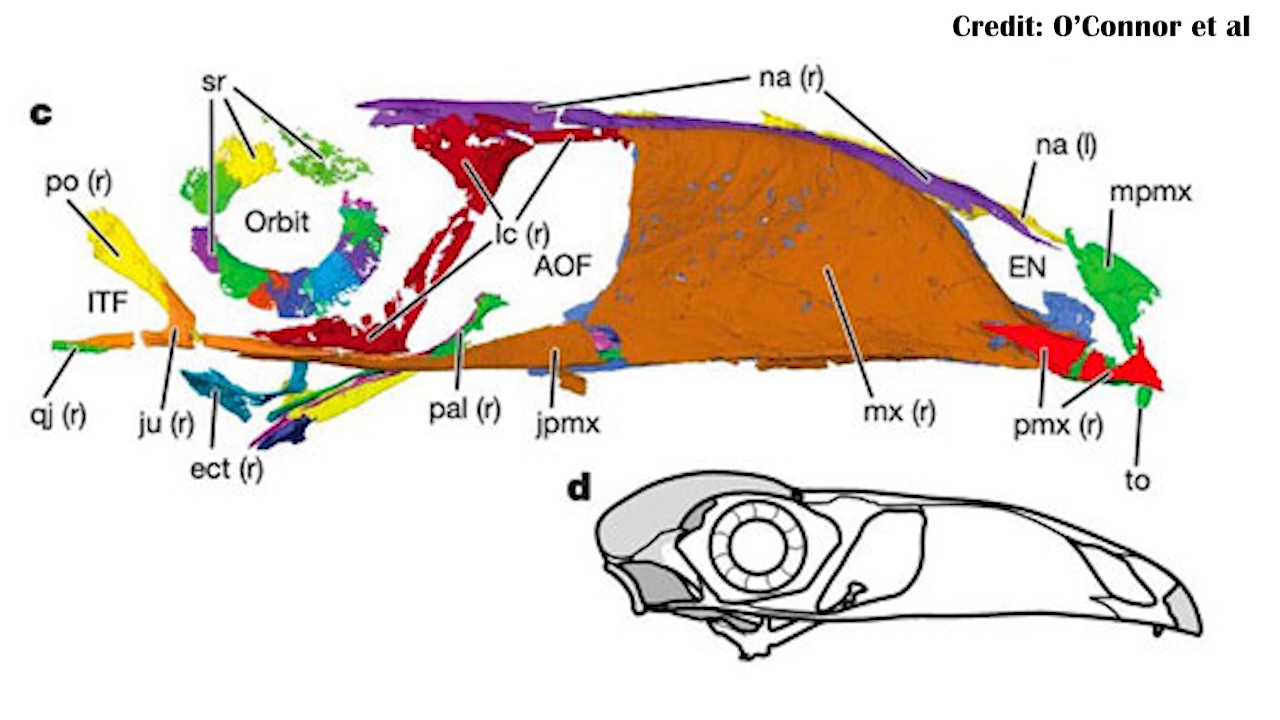 Credit: O’Connor et al
c
sr
na (r)
na (l)
po (r)
mpmx
Orbit
lc (r)
AOF
EN
ITF
qj (r)
ju (r)
pal (r)
jpmx
mx (r)
pmx (r)
ect (r)
to
d